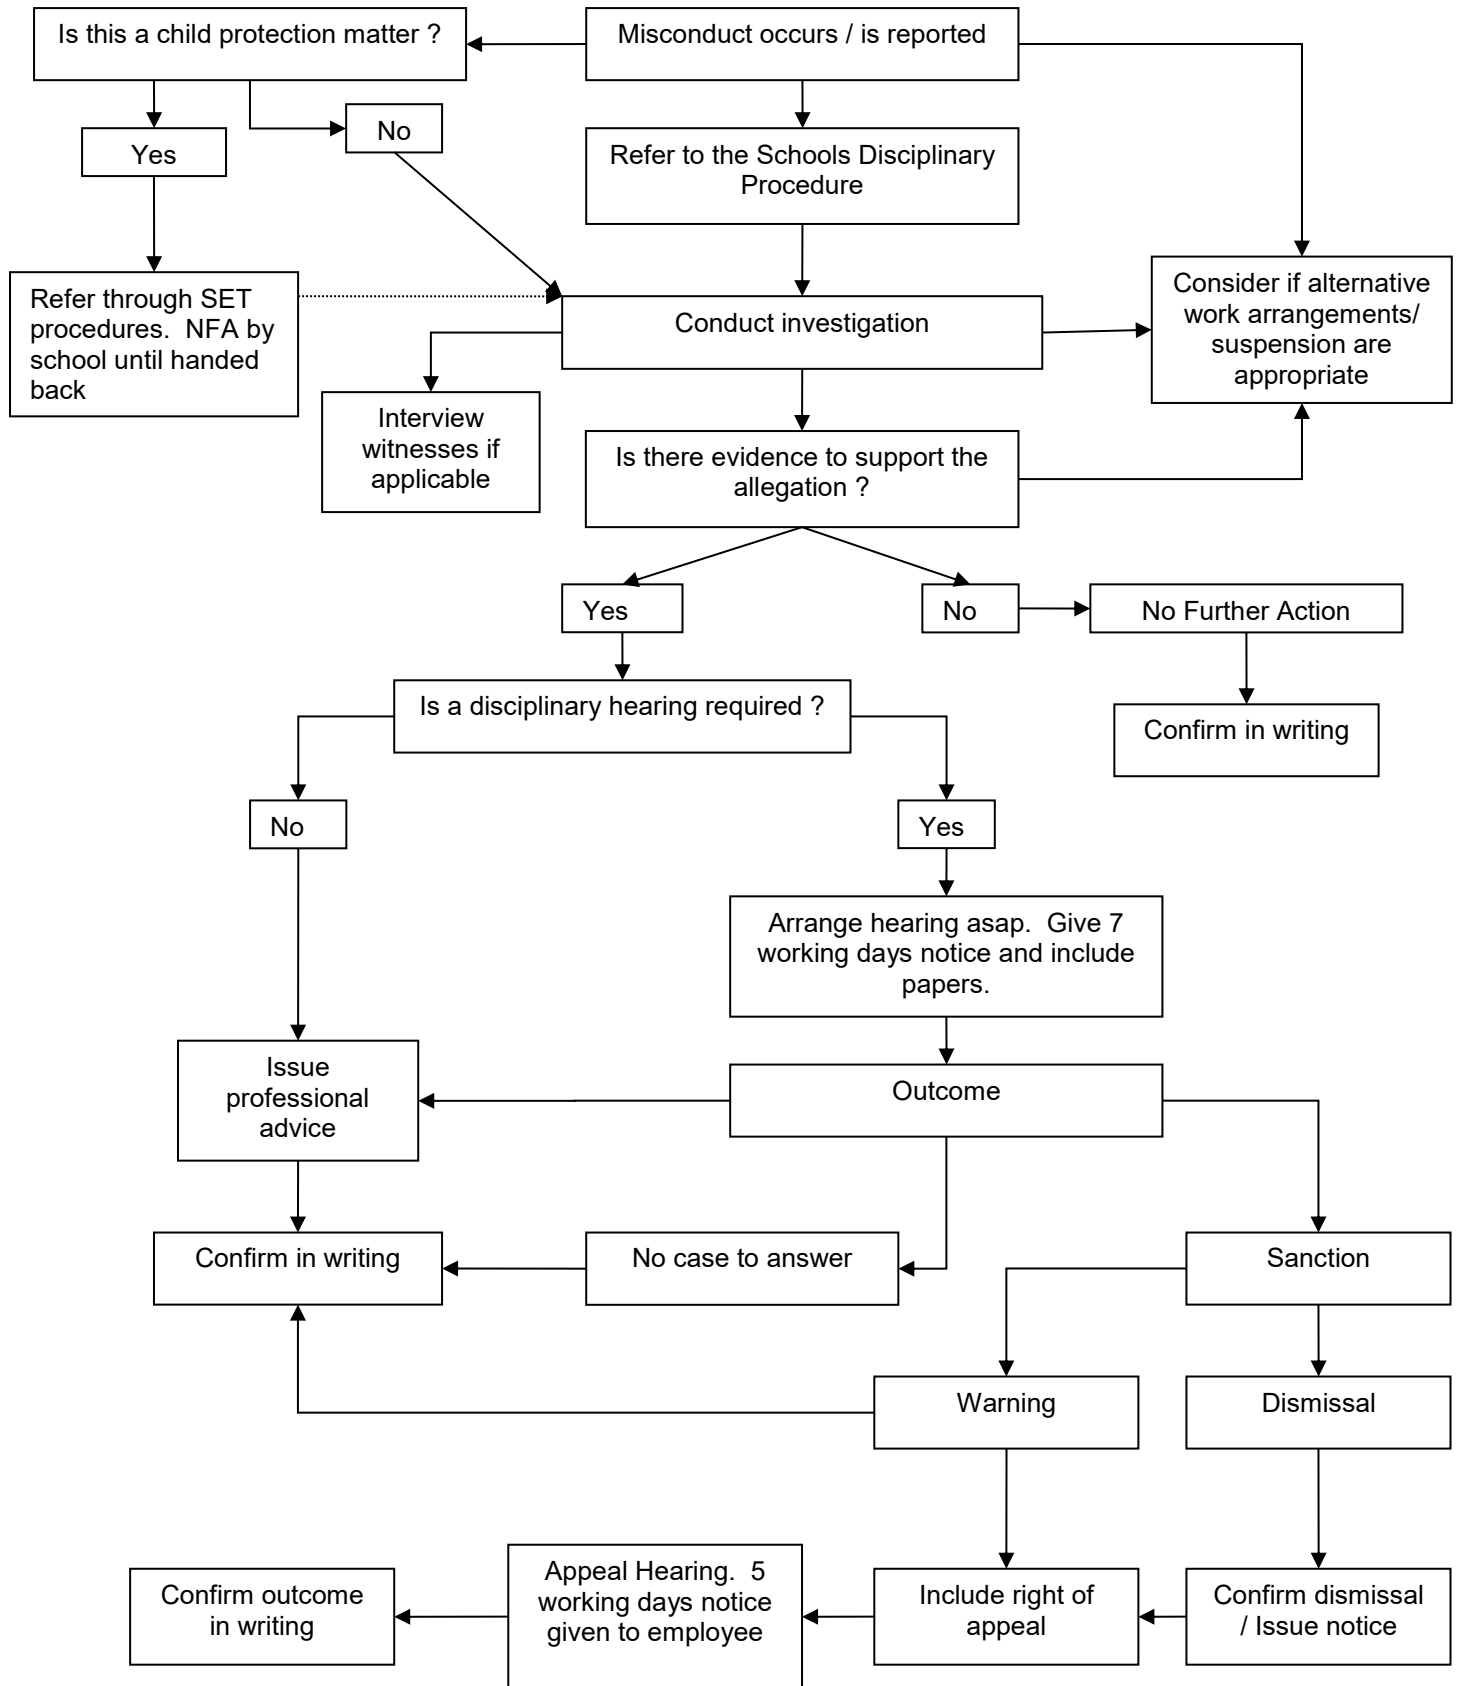 Is this a child protection matter ?
Misconduct occurs / is reported
No
Yes
Refer to the Schools Disciplinary
Procedure
Refer through SET
procedures.  NFA by
school until handed
back
Conduct investigation
Consider if alternative
work arrangements/
suspension are
appropriate
Interview
witnesses if
applicable
Is there evidence to support the
allegation ?
Yes
No
No Further Action
Is a disciplinary hearing required ?
Confirm in writing
No
Yes
Arrange hearing asap.  Give 7
working days notice and include
papers.
Issue
professional
advice
Outcome
Confirm in writing
No case to answer
Sanction
Warning
Dismissal
Confirm outcome
in writing
Appeal Hearing.  5
working days notice
given to employee
Include right of
appeal
Confirm dismissal
/ Issue notice